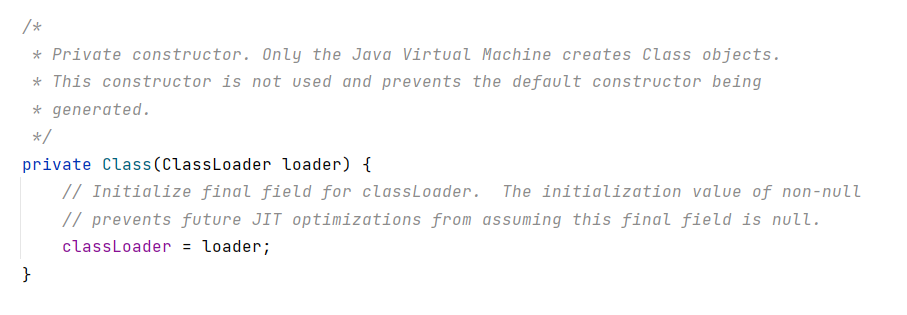 /*
 * Private constructor. Only the Java Virtual Machine creates Class objects.
 * This constructor is not used and prevents the default constructor being
 * generated.
 */
private Class(ClassLoader loader) {
    // Initialize final field for classLoader.  The initialization value of non-null
    // prevents future JIT optimizations from assuming this final field is null.
    classLoader = loader;
}